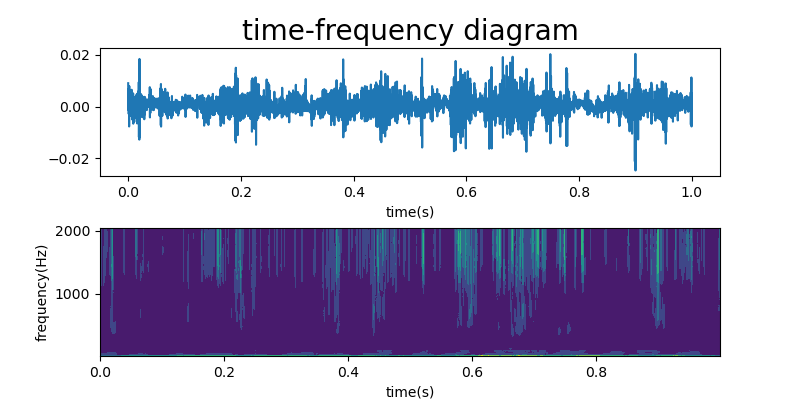 time-frequency diagram
0.02
0.00
−0.02
0.0 0.2 0.4 0.6 0.8 1.0
time(s)
2000
1000
frequency(Hz)
0.0 0.2 0.4 0.6 0.8
time(s)